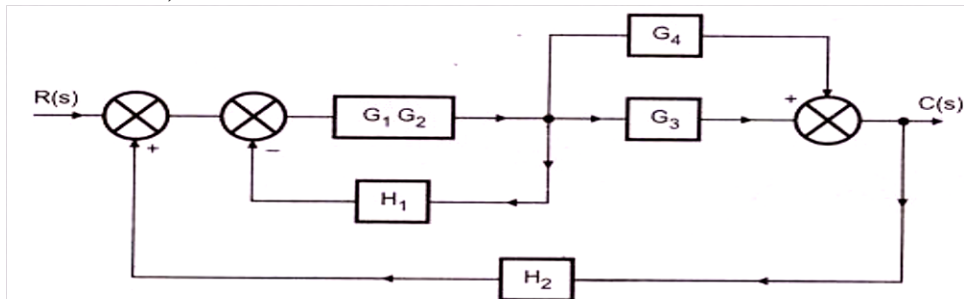 G₄
R(s)
+
C(s)
G₁ G₂
G₃
+
−
H₁
H₂